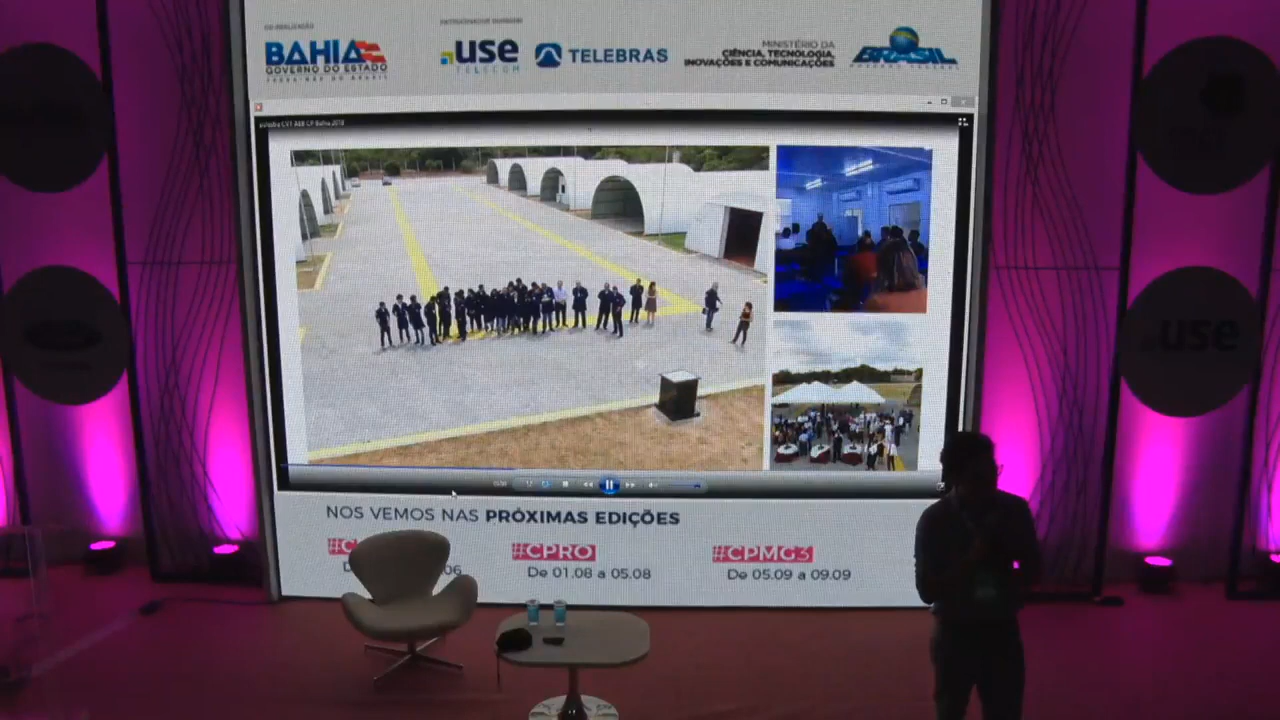 BAHIA
GOVERNO DO ESTADO
use
TELECOM
TELEBRAS
MINISTÉRIO DA
CIÊNCIA, TECNOLOGIA,
INOVAÇÕES E COMUNICAÇÕES
BRASIL
use
NOS VEMOS NAS PRÓXIMAS EDIÇÕES
#CPRO
De 01.08 a 05.08
#CPMG3
De 05.09 a 09.09